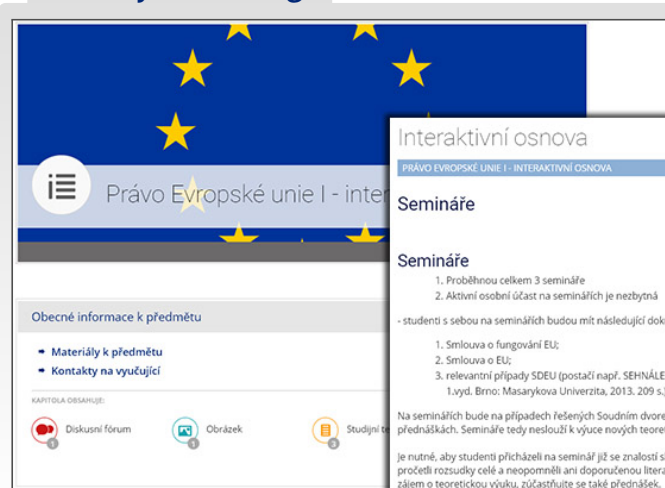 Právo Evropské unie I - inter
Obecné informace k předmětu
Materiály k předmětu
Kontakty na vyučující
KAPITOLA OBSAHUJE:
Diskusní fórum
1
Obrázek
1
Studijní te
3
Interaktivní osnova
PRÁVO EVROPSKÉ UNIE I - INTERAKTIVNÍ OSNOVA
Semináře
Semináře
1. Proběhnou celkem 3 semináře
2. Aktivní osobní účast na seminářích je nezbytná
- studenti s sebou na seminářích budou mít následující dok
1. Smlouva o fungování EU;
2. Smlouva o EU;
3. relevantní případy SDEU (postačí např. SEHNÁLE
1.vyd. Brno: Masarykova Univerzita, 2013. 209 s.)
Na seminářích bude na případech řešených Soudním dvore
přednáškách. Semináře tedy neslouží k výuce nových teoret
Je nutné, aby studenti přicházeli na seminář již se znalostí s
pročetli rozsudky celé a neopomněli ani doporučenou litera
zájem o teoretickou výuku, zúčastňujte se také přednášek.